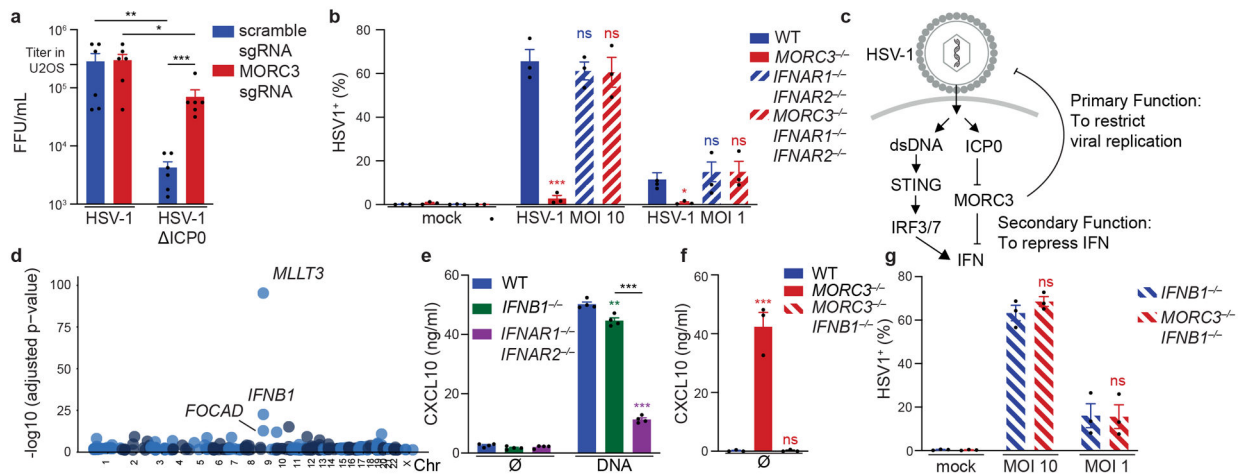 a
FFU/mL
10⁶
Titer in
U2OS
10⁵
10⁴
10³
**
*
***
HSV-1
HSV-1
ΔICP0
scramble
sgRNA
MORC3
sgRNA
b
HSV1⁺ (%)
80
60
40
20
0
ns
ns
***
ns
ns
*
mock
HSV-1 MOI 10
HSV-1 MOI 1
WT
MORC3⁻/⁻
IFNAR1⁻/⁻
IFNAR2⁻/⁻
MORC3⁻/⁻
IFNAR1⁻/⁻
IFNAR2⁻/⁻
c
HSV-1
dsDNA
ICP0
STING
MORC3
IRF3/7
IFN
Primary Function:
To restrict
viral replication
Secondary Function:
To repress IFN
d
-log10 (adjusted p-value)
100
75
50
25
0
MLLT3
IFNB1
FOCAD
1 2 3 4 5 6 7 8 9 10 11 12 13 14 15 16 17 18 19 20 21 22 X Chr
e
CXCL10 (ng/ml)
60
40
20
0
WT
IFNB1⁻/⁻
IFNAR1⁻/⁻
IFNAR2⁻/⁻
***
**
***
Ø
DNA
f
CXCL10 (ng/ml)
60
40
20
0
***
ns
Ø
WT
MORC3⁻/⁻
MORC3⁻/⁻
IFNB1⁻/⁻
g
HSV1⁺ (%)
80
60
40
20
0
ns
ns
mock
MOI 10
MOI 1
IFNB1⁻/⁻
MORC3⁻/⁻
IFNB1⁻/⁻